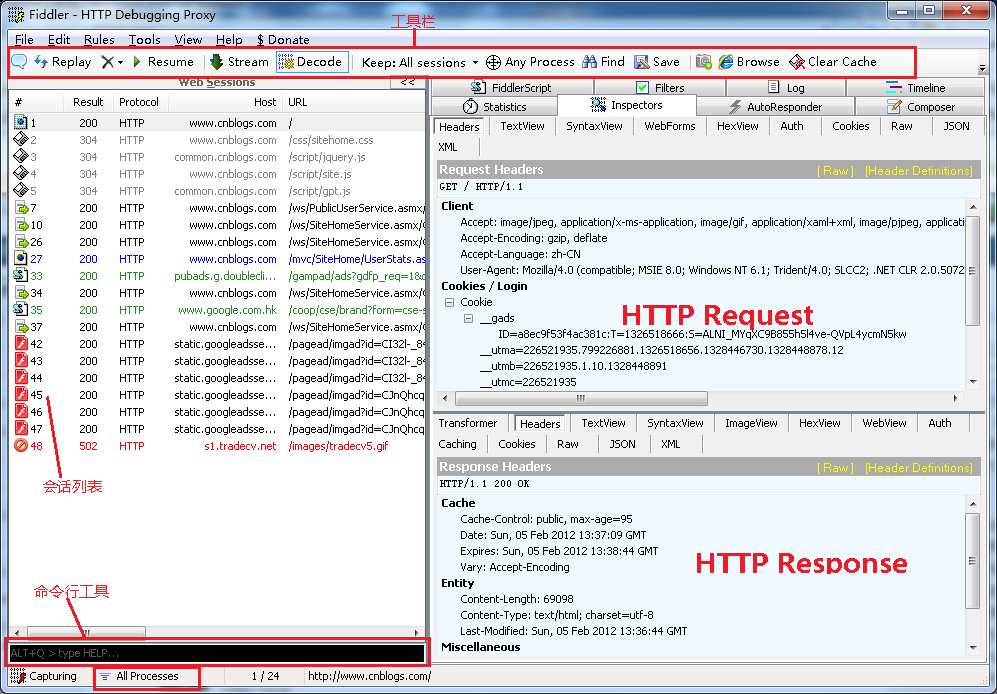 Fiddler - HTTP Debugging Proxy
File Edit Rules Tools View Help $ Donate
工具栏
Replay Resume Stream Decode Keep: All sessions Any Process Find Save Browse Clear Cache
Web Sessions <<
# Result Protocol Host URL
1 200 HTTP www.cnblogs.com /
2 304 HTTP www.cnblogs.com /css/sitehome.css
3 304 HTTP common.cnblogs.com /script/jquery.js
4 304 HTTP www.cnblogs.com /script/site.js
5 304 HTTP common.cnblogs.com /script/gpt.js
7 200 HTTP www.cnblogs.com /ws/PublicUserService.asmx/
10 200 HTTP www.cnblogs.com /ws/SiteHomeService.asmx/
26 200 HTTP www.cnblogs.com /ws/SiteHomeService.asmx/
27 200 HTTP www.cnblogs.com /mvc/SiteHome/UserStats.as
33 200 HTTP pubads.g.doublecli... /gampad/ads?gdfp_req=1&
34 200 HTTP www.cnblogs.com /ws/SiteHomeService.asmx/
35 200 HTTP www.google.com.hk /coop/cse/brand?form=cse-s
37 200 HTTP www.cnblogs.com /ws/SiteHomeService.asmx/
42 200 HTTP static.googleadsse... /pagead/imgad?id=CI32l-_84
43 200 HTTP static.googleadsse... /pagead/imgad?id=CI32l-_84
44 200 HTTP static.googleadsse... /pagead/imgad?id=CI32l-_84
45 200 HTTP static.googleadsse... /pagead/imgad?id=CJnQhcq
46 200 HTTP static.googleadsse... /pagead/imgad?id=CJnQhcq
47 200 HTTP static.googleadsse... /pagead/imgad?id=CJnQhcq
48 502 HTTP s1.tradecv.net /images/tradecv5.gif
会话列表
命令行工具
ALT+Q > type HELP...
Capturing All Processes 1 / 24 http://www.cnblogs.com/
FiddlerScript Filters Log Timeline
Statistics Inspectors AutoResponder Composer
Headers TextView SyntaxView WebForms HexView Auth Cookies Raw JSON
XML
Request Headers [ Raw ] [Header Definitions]
GET / HTTP/1.1
Client
Accept: image/jpeg, application/x-ms-application, image/gif, application/xaml+xml, image/pjpeg, applicati
Accept-Encoding: gzip, deflate
Accept-Language: zh-CN
User-Agent: Mozilla/4.0 (compatible; MSIE 8.0; Windows NT 6.1; Trident/4.0; SLCC2; .NET CLR 2.0.5072
Cookies / Login
Cookie
__gads
HTTP Request
ID=a8ec9f53f4ac381c:T=1326518666:S=ALNI_MYqXC9B855h5l4ve-QVpL4ycmN5kw
__utma=226521935.799226881.1326518656.1328446730.1328448878.12
__utmb=226521935.1.10.1328448891
__utmc=226521935
Transformer Headers TextView SyntaxView ImageView HexView WebView Auth
Caching Cookies Raw JSON XML
Response Headers [ Raw ] [Header Definitions]
HTTP/1.1 200 OK
Cache
Cache-Control: public, max-age=95
Date: Sun, 05 Feb 2012 13:37:09 GMT
Expires: Sun, 05 Feb 2012 13:38:44 GMT
Vary: Accept-Encoding
HTTP Response
Entity
Content-Length: 69098
Content-Type: text/html; charset=utf-8
Last-Modified: Sun, 05 Feb 2012 13:36:44 GMT
Miscellaneous